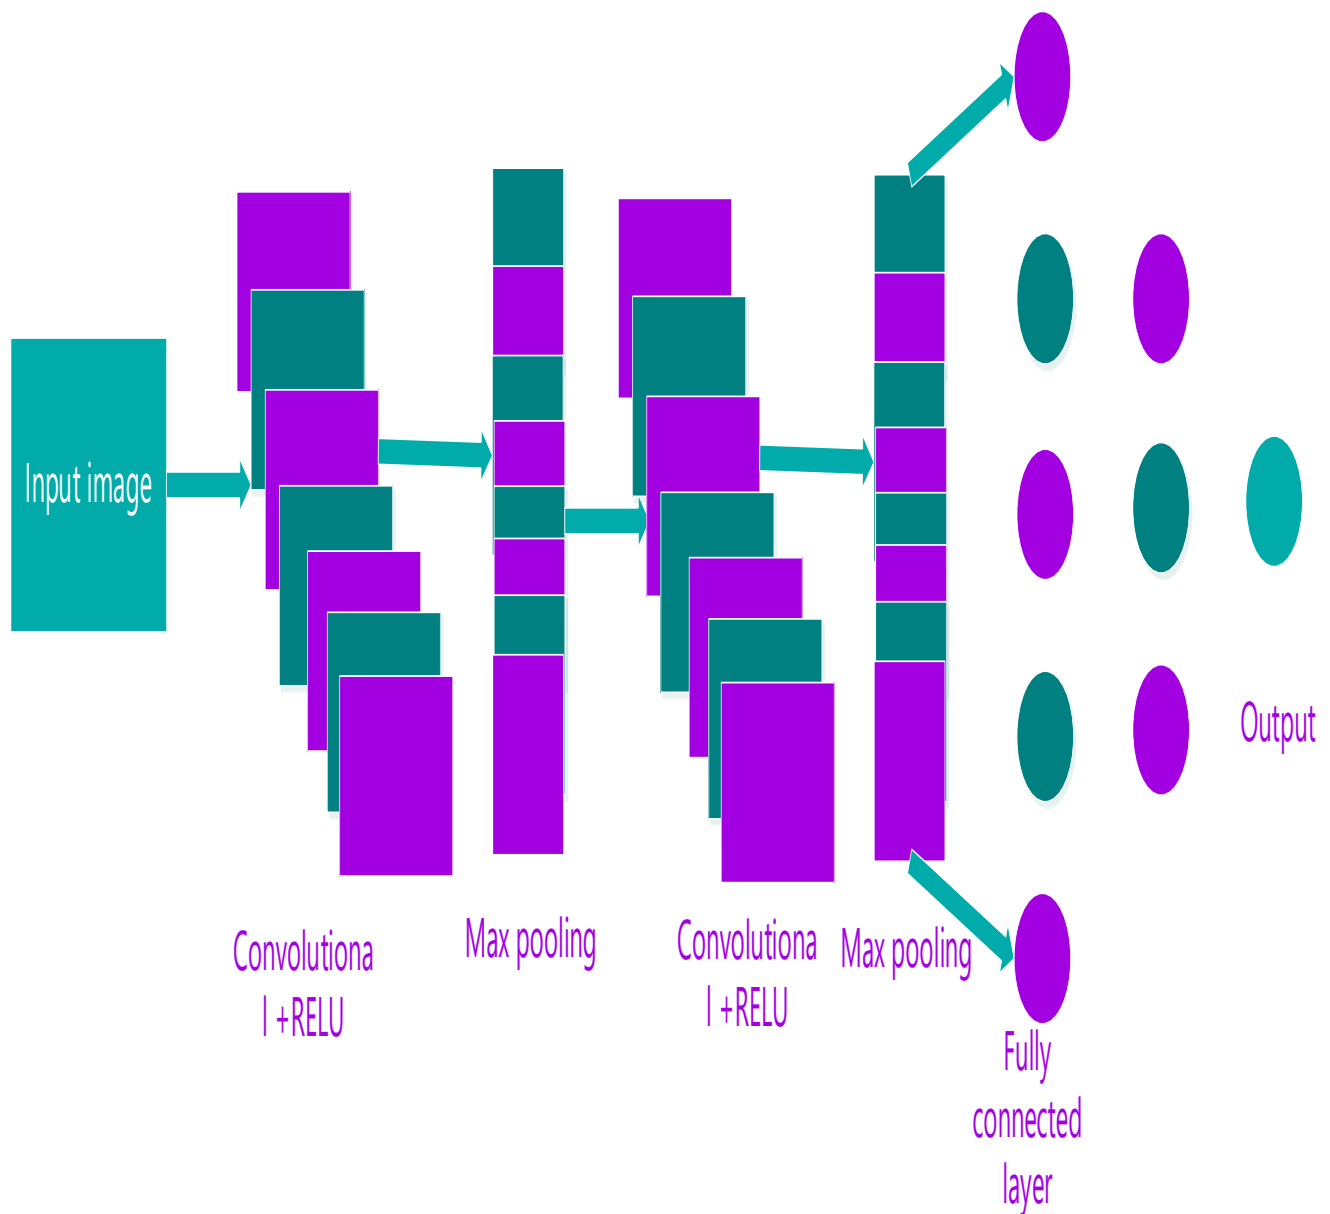 Input image
Convolutiona
l +RELU
Max pooling
Convolutiona
l +RELU
Max pooling
Fully
connected
layer
Output